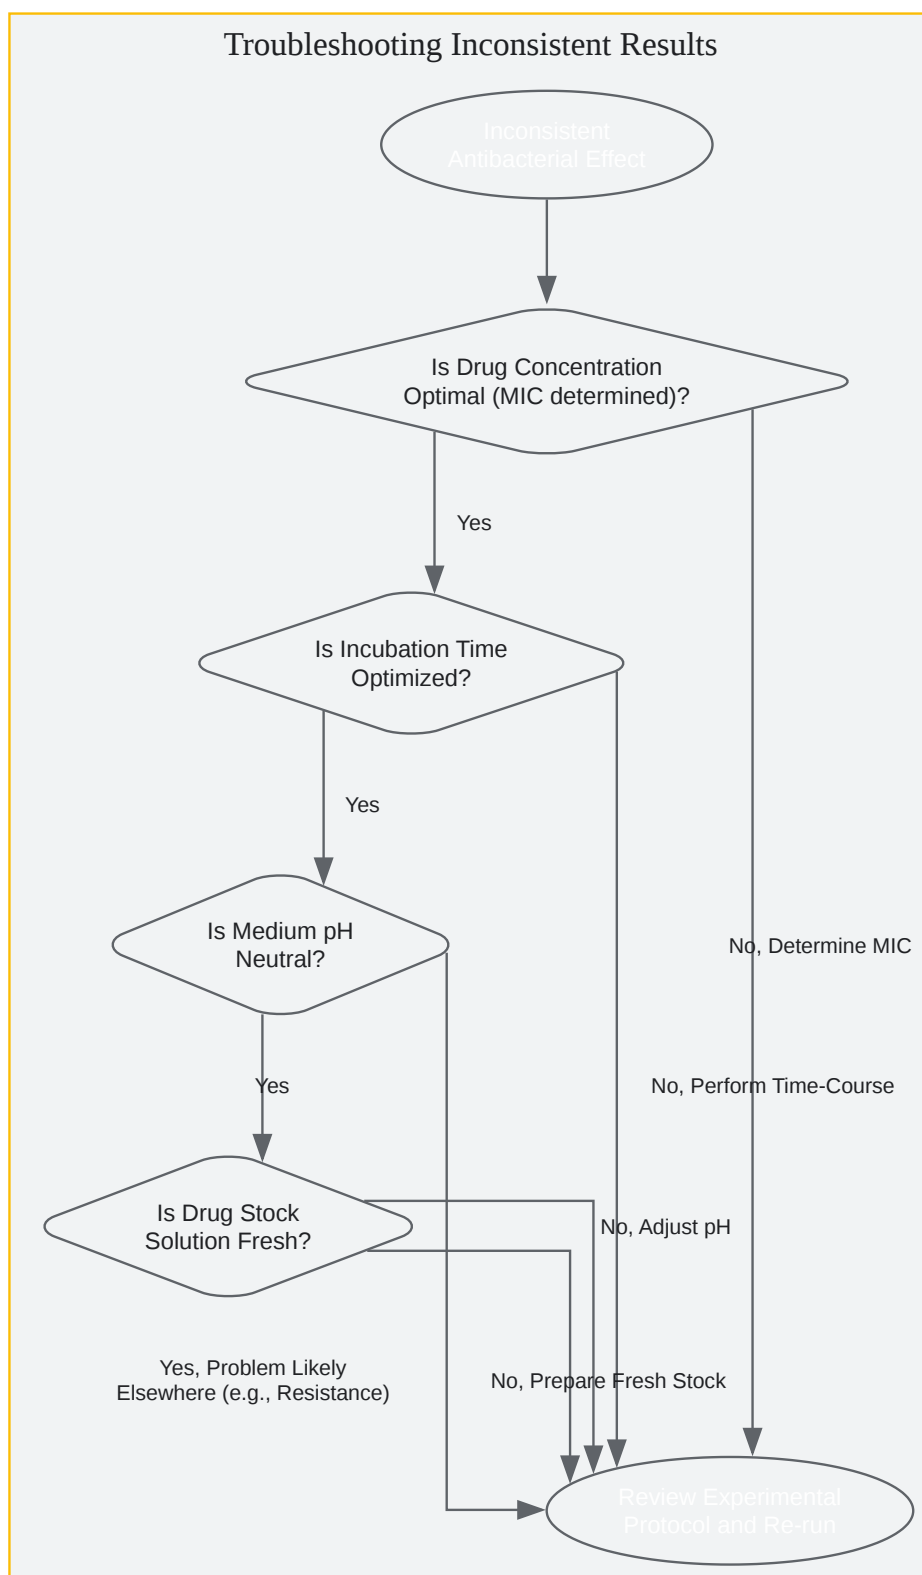 Troubleshooting Inconsistent Results
Inconsistent
Antibacterial Effect
Is Drug Concentration
Optimal (MIC determined)?
Yes
Is Incubation Time
Optimized?
Yes
Is Medium pH
Neutral?
No, Determine MIC
Yes
No, Perform Time-Course
Is Drug Stock
Solution Fresh?
No, Adjust pH
Yes, Problem Likely
Elsewhere (e.g., Resistance)
No, Prepare Fresh Stock
Review Experimental
Protocol and Re-run